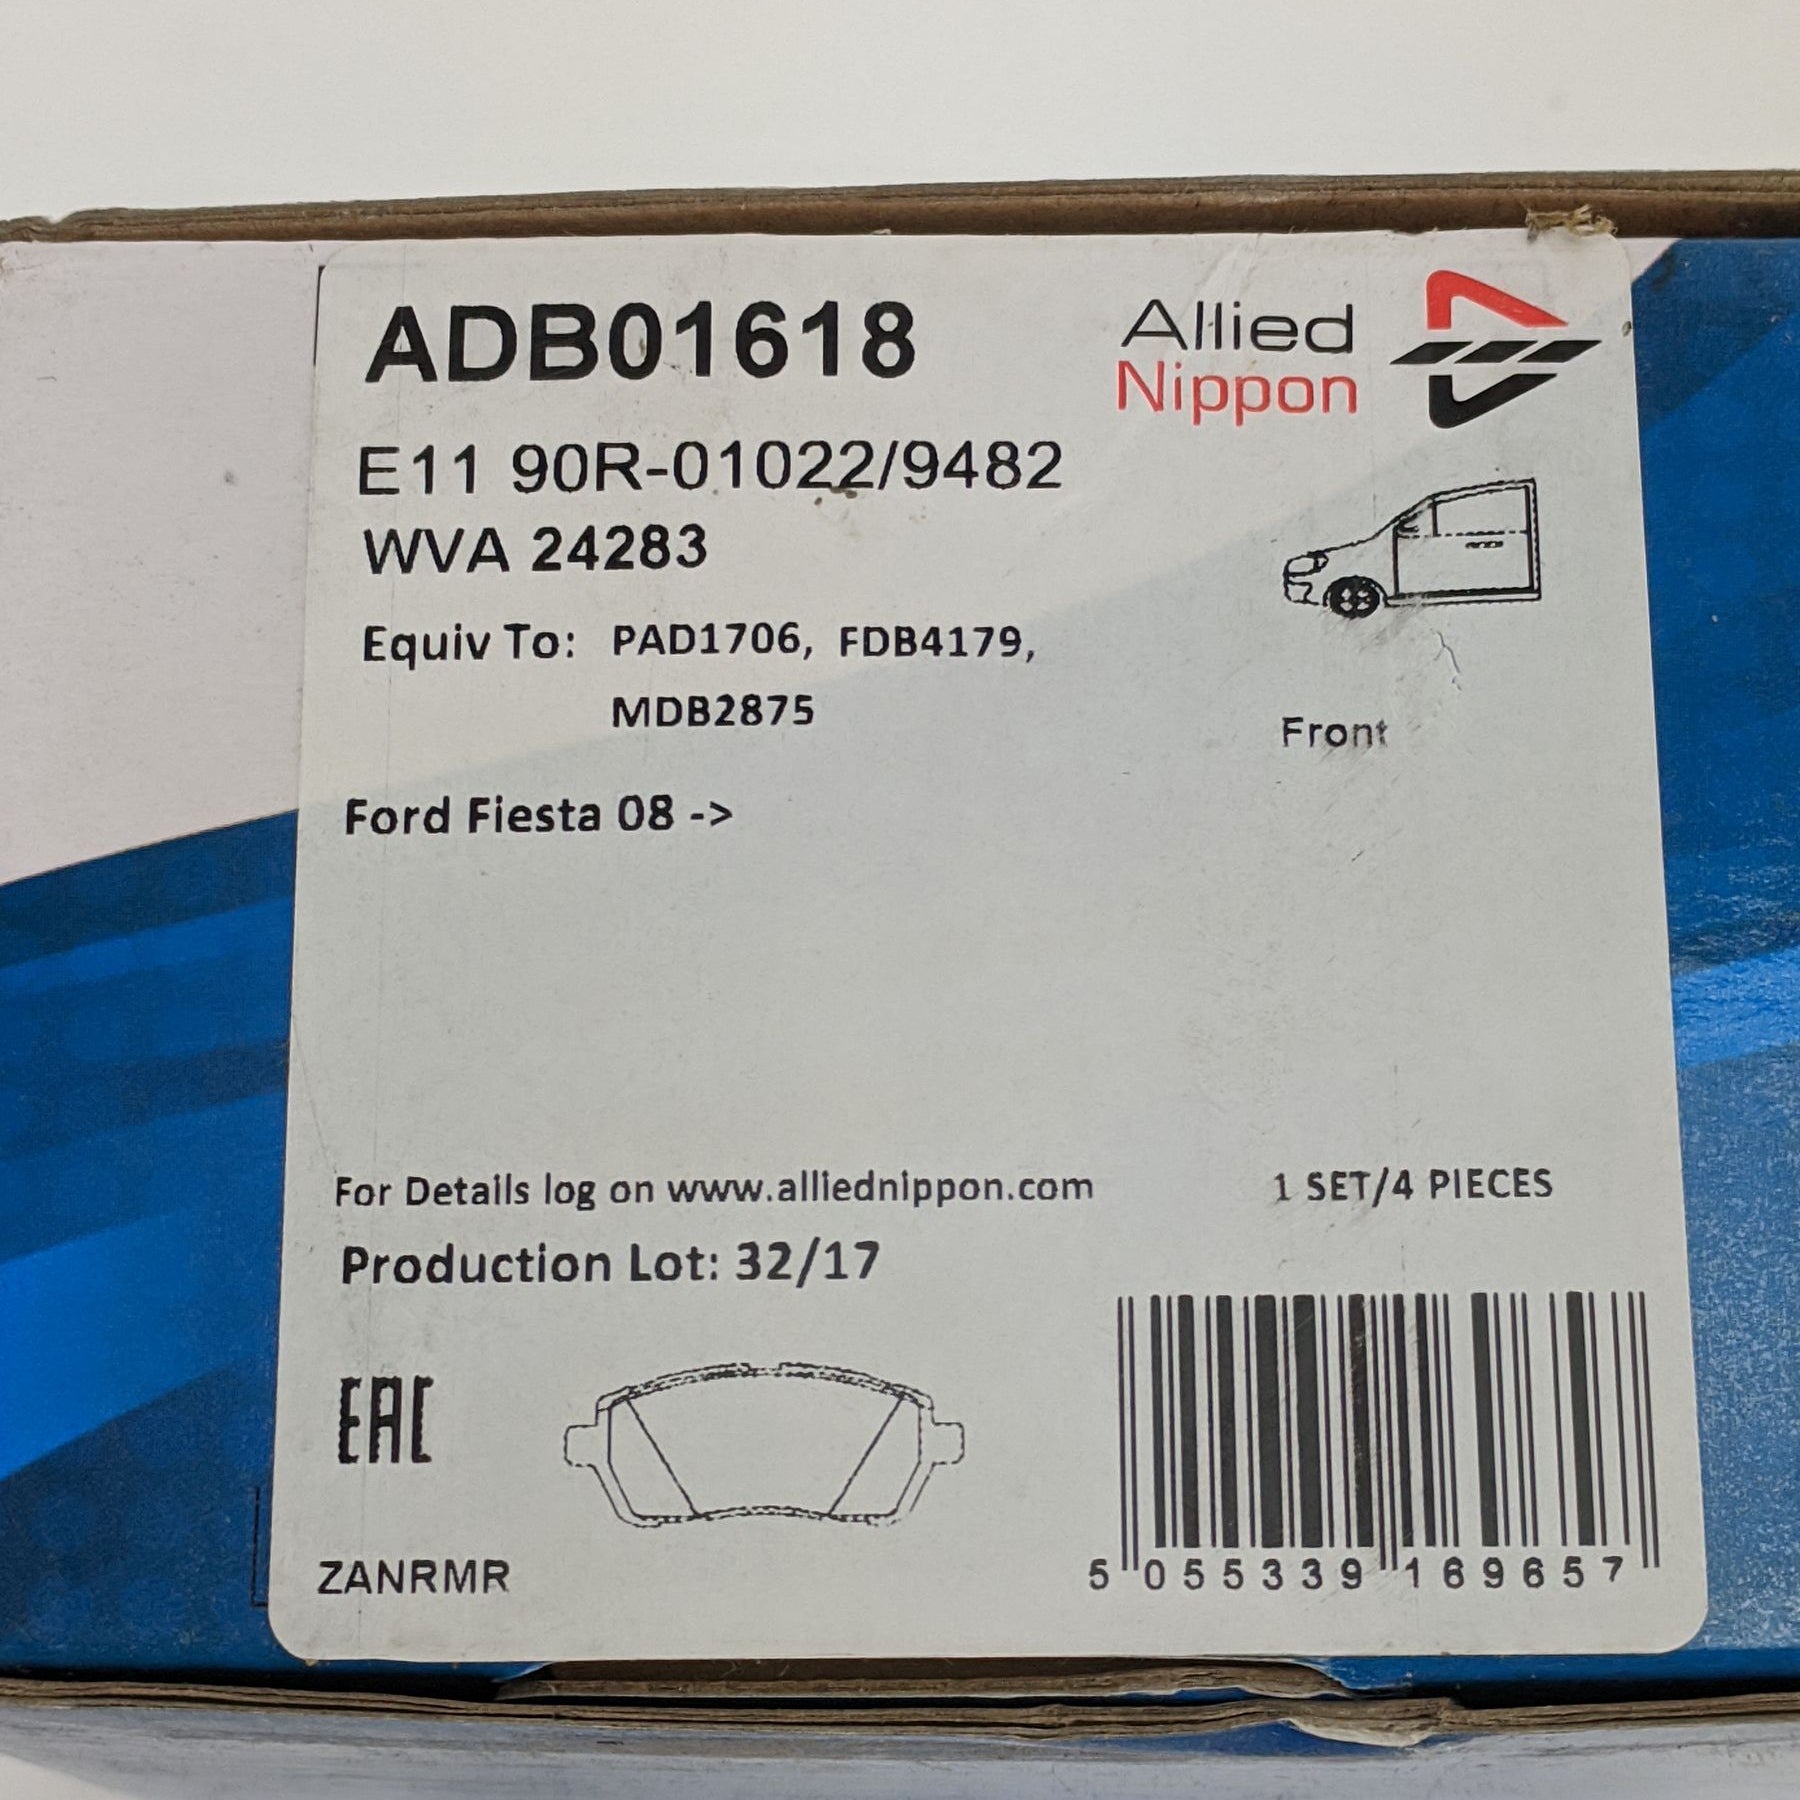 ADB01618
Allied
Nippon
E11 90R-01022/9482
WVA 24283
Equiv To: PAD1706, FDB4179,
MDB2875
Front
Ford Fiesta 08 ->
For Details log on www.alliednippon.com
1 SET/4 PIECES
Production Lot: 32/17
EAC
ZANRMR
5 055339 169657